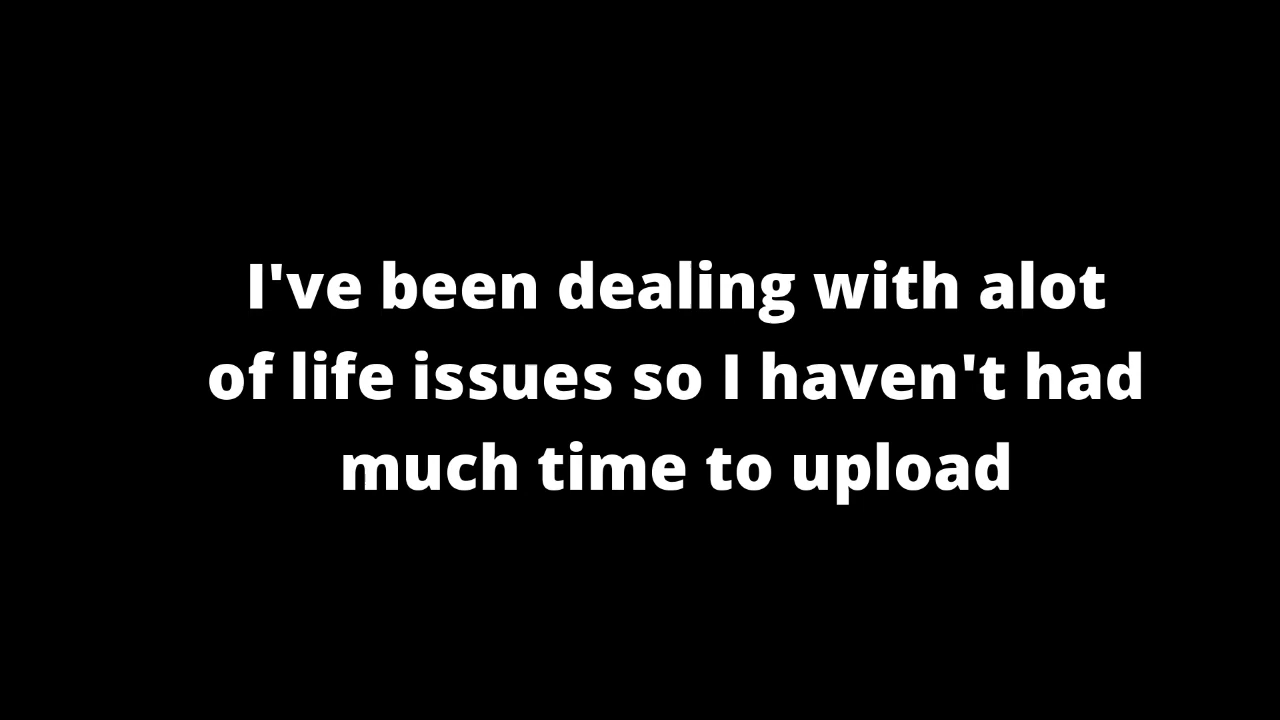 I've been dealing with alot
of life issues so I haven't had
much time to upload